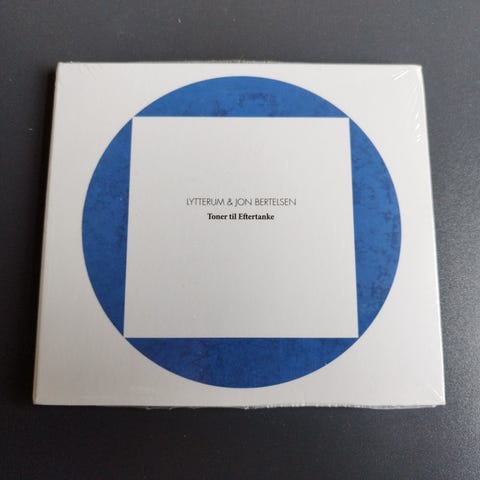 LYTTERUM & JON BERTELSEN
Toner til Eftertanke